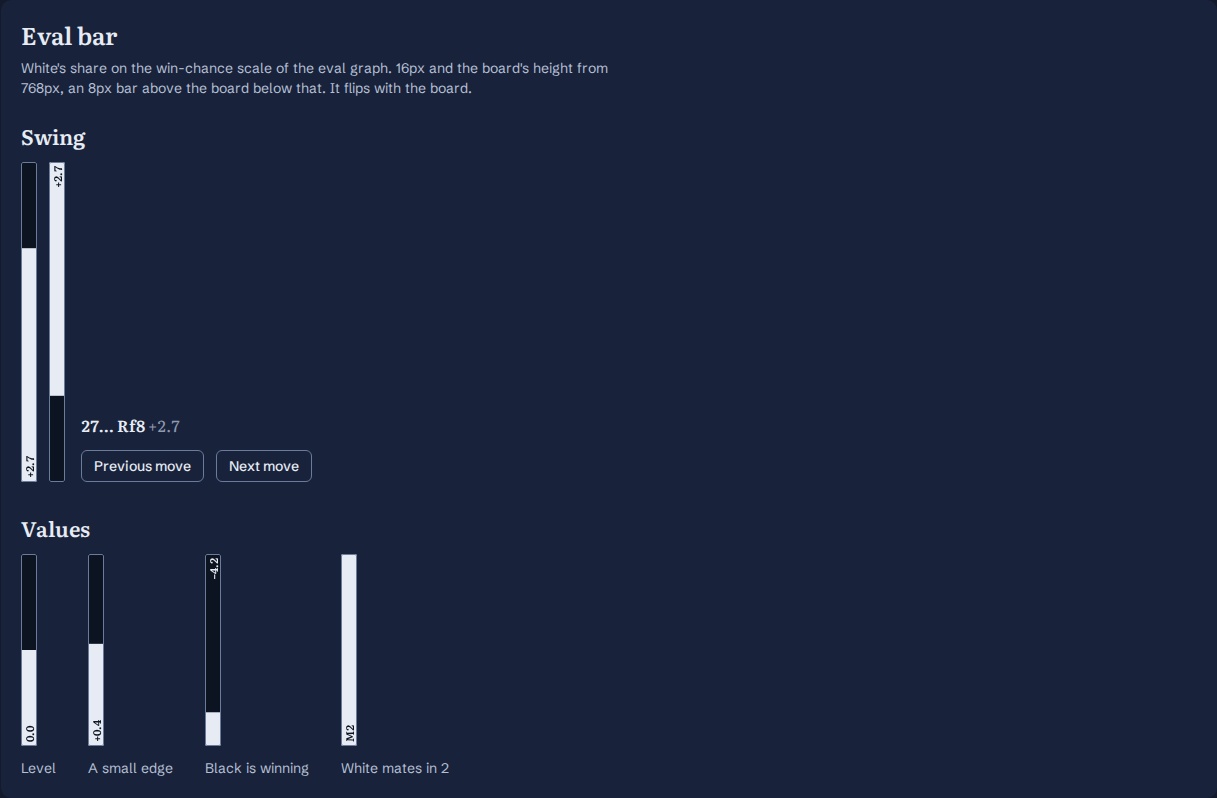 Eval bar
White's share on the win-chance scale of the eval graph. 16px and the board's height from
768px, an 8px bar above the board below that. It flips with the board.
Swing
+2.7
+2.7
27... Rf8 +2.7
Previous move Next move
Values
0.0 +0.4 −4.2 M2
Level A small edge Black is winning White mates in 2